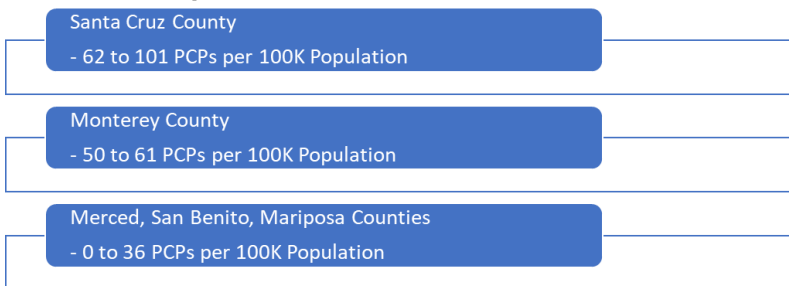 Santa Cruz County
- 62 to 101 PCPs per 100K Population
Monterey County
- 50 to 61 PCPs per 100K Population
Merced, San Benito, Mariposa Counties
- 0 to 36 PCPs per 100K Population